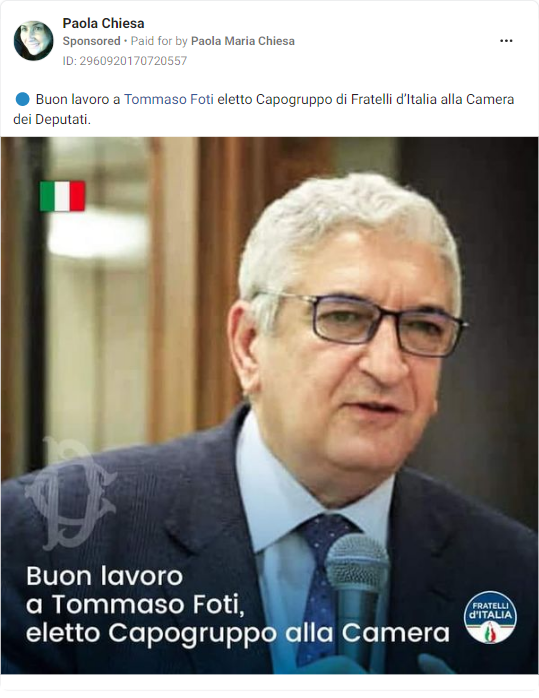 Paola Chiesa
Sponsored • Paid for by Paola Maria Chiesa
ID: 2960920170720557
Buon lavoro a Tommaso Foti eletto Capogruppo di Fratelli d’Italia alla Camera
dei Deputati.
Buon lavoro
a Tommaso Foti,
eletto Capogruppo alla Camera
FRATELLI
d'ITALIA